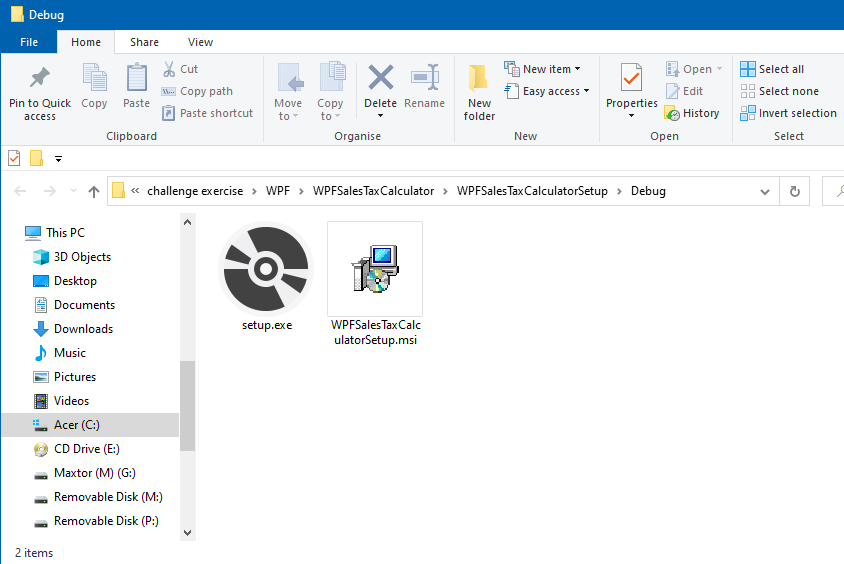 Debug
File Home Share View
Pin to Quick access
Copy
Paste
Cut
Copy path
Paste shortcut
Clipboard
Move to
Copy to
Delete
Rename
Organise
New folder
New item
Easy access
New
Properties
Open
Edit
History
Open
Select all
Select none
Invert selection
Select
« challenge exercise > WPF > WPFSalesTaxCalculator > WPFSalesTaxCalculatorSetup > Debug
This PC
3D Objects
Desktop
Documents
Downloads
Music
Pictures
Videos
Acer (C:)
CD Drive (E:)
Maxtor (M) (G:)
Removable Disk (M:)
Removable Disk (P:)
setup.exe
WPFSalesTaxCalc
ulatorSetup.msi
2 items